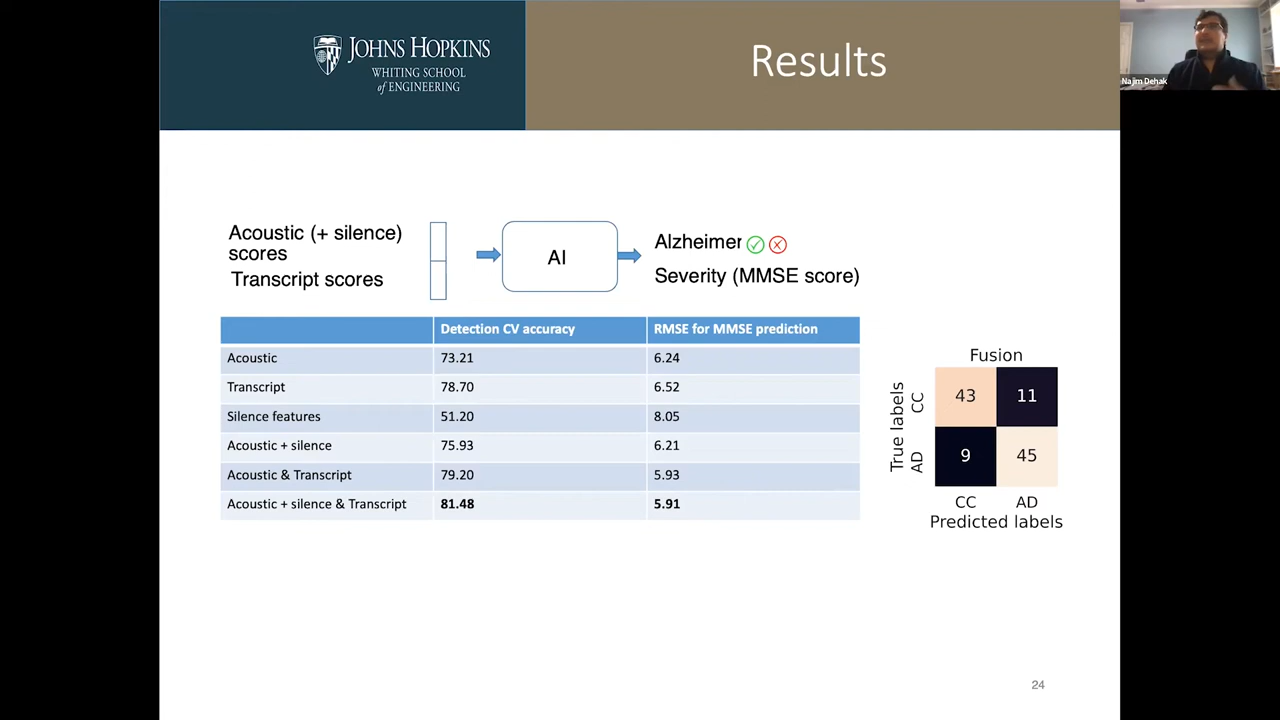 JOHNS HOPKINS
WHITING SCHOOL
of ENGINEERING
Results
Najim Dehak
Acoustic (+ silence)
scores
Transcript scores
AI
Alzheimer
Severity (MMSE score)
Detection CV accuracy RMSE for MMSE prediction
Acoustic 73.21 6.24
Transcript 78.70 6.52
Silence features 51.20 8.05
Acoustic + silence 75.93 6.21
Acoustic & Transcript 79.20 5.93
Acoustic + silence & Transcript 81.48 5.91
Fusion
True labels
CC 43 11
AD 9 45
CC AD
Predicted labels
24